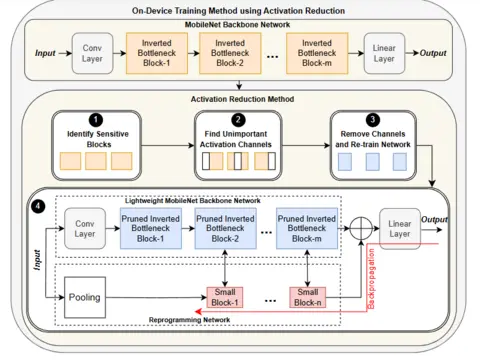 On-Device Training Method using Activation Reduction
MobileNet Backbone Network
Input
Conv
Layer
Inverted
Bottleneck
Block-1
Inverted
Bottleneck
Block-2
...
Inverted
Bottleneck
Block-m
Linear
Layer
Output
Activation Reduction Method
1
Identify Sensitive
Blocks
2
Find Unimportant
Activation Channels
3
Remove Channels
and Re-train Network
4
Lightweight MobileNet Backbone Network
Input
Conv
Layer
Pruned Inverted
Bottleneck
Block-1
Pruned Inverted
Bottleneck
Block-2
...
Pruned Inverted
Bottleneck
Block-m
Linear
Layer
Output
Pooling
Small
Block-1
...
Small
Block-n
Backpropagation
Reprogramming Network